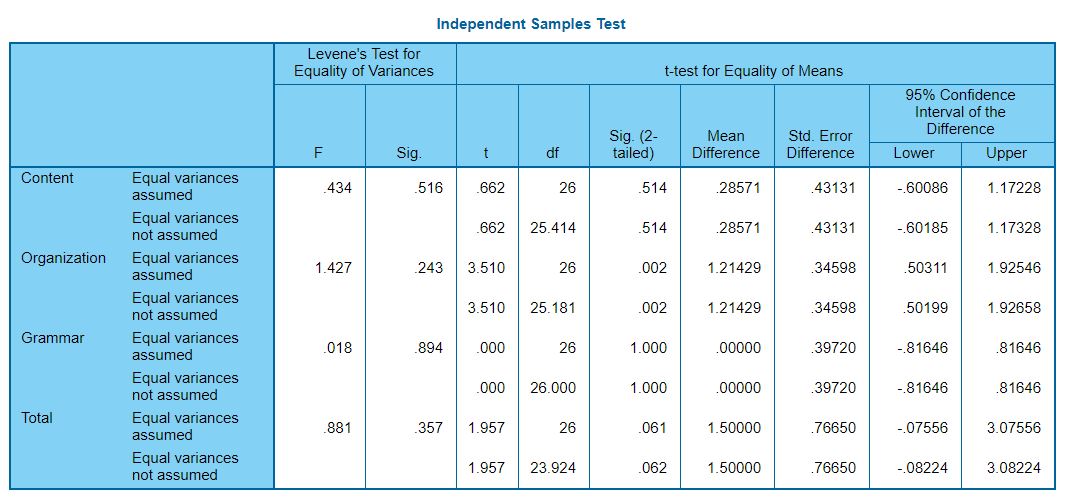 Independent Samples Test
Levene's Test for
Equality of Variances
t-test for Equality of Means
F
Sig.
t
df
Sig. (2-
tailed)
Mean
Difference
Std. Error
Difference
95% Confidence
Interval of the
Difference
Lower
Upper
Content Equal variances
assumed
.434 .516 .662 26 .514 .28571 .43131 -.60086 1.17228
Equal variances
not assumed
.662 25.414 .514 .28571 .43131 -.60185 1.17328
Organization Equal variances
assumed
1.427 .243 3.510 26 .002 1.21429 .34598 .50311 1.92546
Equal variances
not assumed
3.510 25.181 .002 1.21429 .34598 .50199 1.92658
Grammar Equal variances
assumed
.018 .894 .000 26 1.000 .00000 .39720 -.81646 .81646
Equal variances
not assumed
.000 26.000 1.000 .00000 .39720 -.81646 .81646
Total Equal variances
assumed
.881 .357 1.957 26 .061 1.50000 .76650 -.07556 3.07556
Equal variances
not assumed
1.957 23.924 .062 1.50000 .76650 -.08224 3.08224